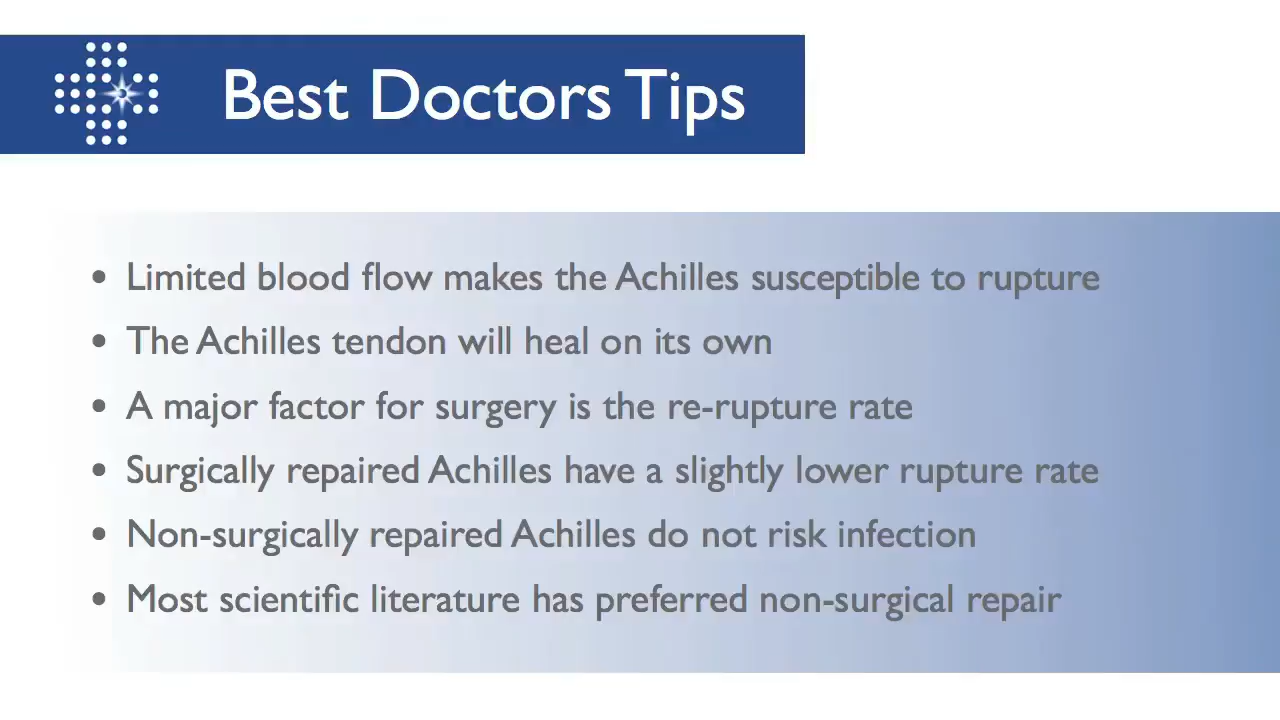 Best Doctors Tips
• Limited blood flow makes the Achilles susceptible to rupture
• The Achilles tendon will heal on its own
• A major factor for surgery is the re-rupture rate
• Surgically repaired Achilles have a slightly lower rupture rate
• Non-surgically repaired Achilles do not risk infection
• Most scientific literature has preferred non-surgical repair